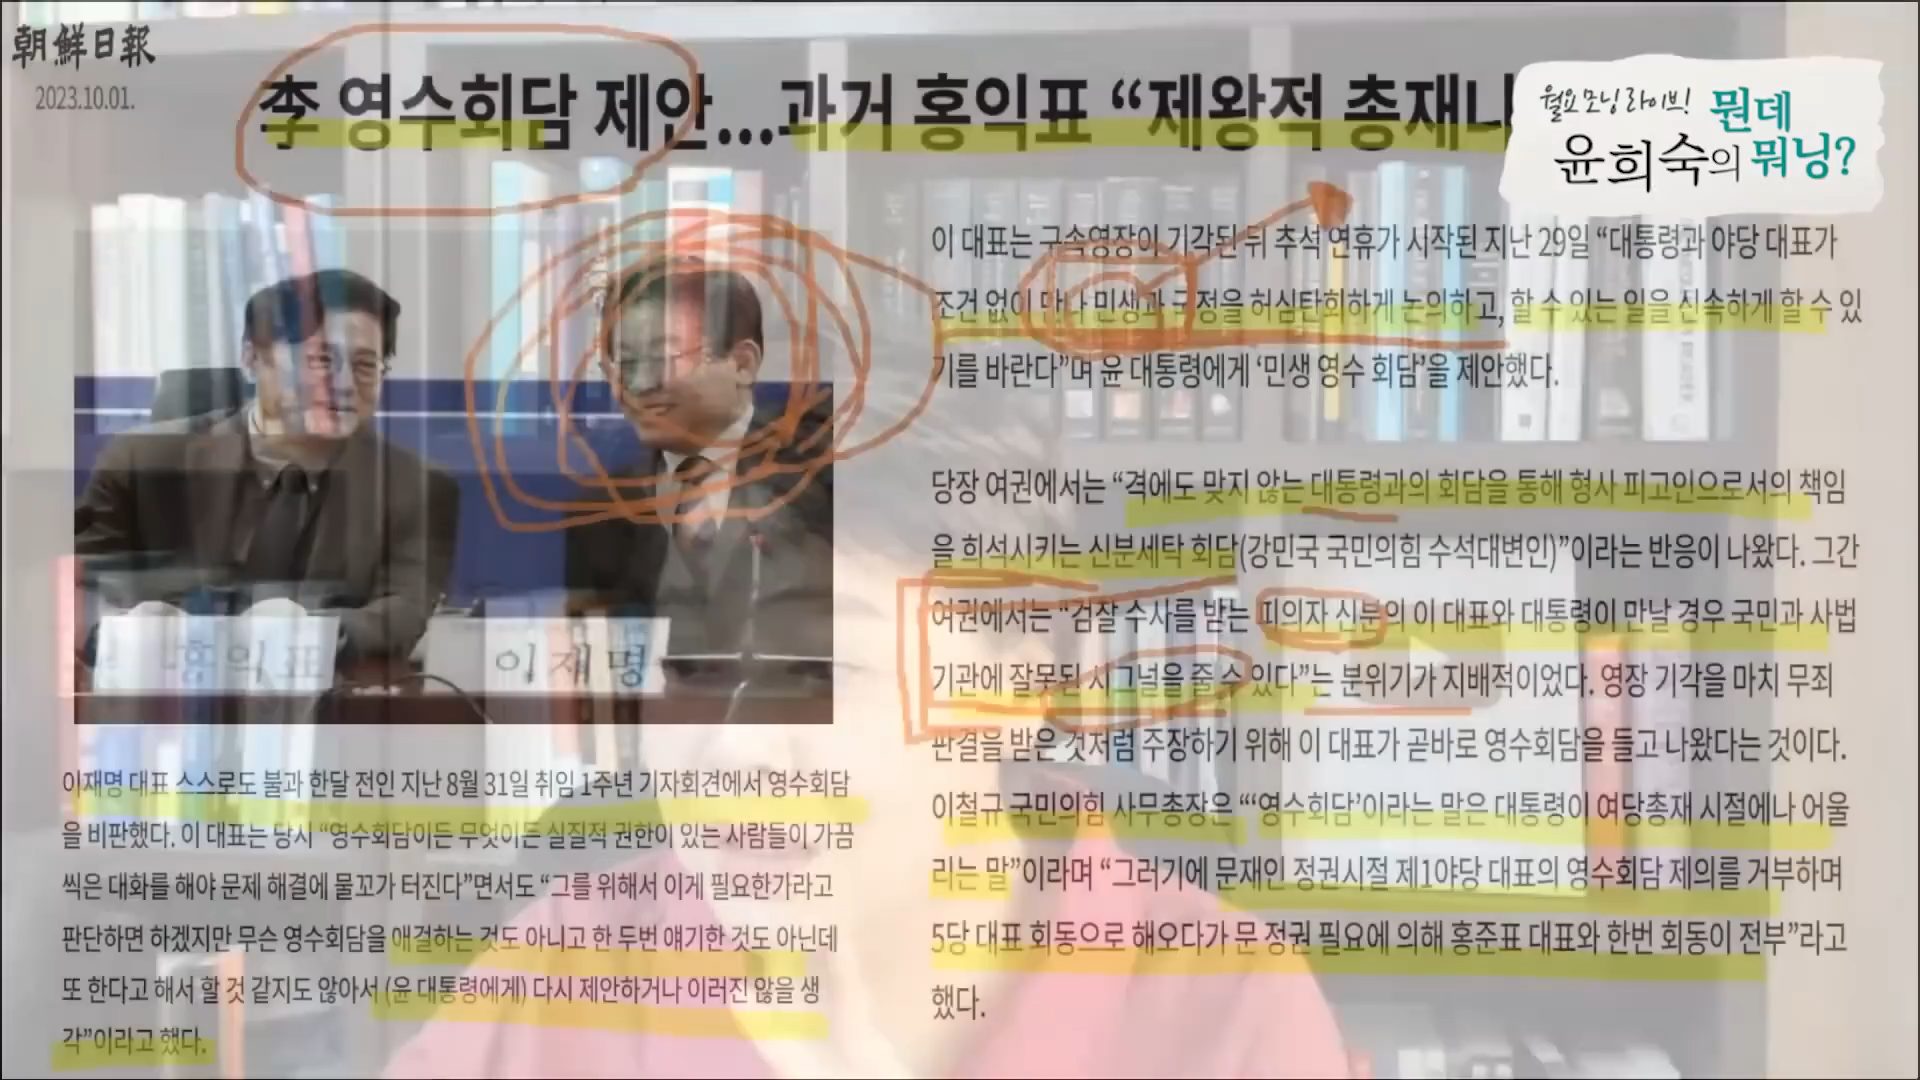 朝鮮日報
2023.10.01.
李 영수회담 제안...과거 홍익표 “제왕적 총재나
월요 모닝 라이브! 뭔데
윤희숙의 뭐닝?
홍익표
이재명
이재명 대표 스스로도 불과 한달 전인 지난 8월 31일 취임 1주년 기자회견에서 영수회담
을 비판했다. 이 대표는 당시 “영수회담이든 무엇이든 실질적 권한이 있는 사람들이 가끔
씩은 대화를 해야 문제 해결에 물꼬가 터진다”면서도 “그를 위해서 이게 필요한가라고
판단하면 하겠지만 무슨 영수회담을 애걸하는 것도 아니고 한 두번 얘기한 것도 아닌데
또 한다고 해서 할 것 같지도 않아서 (윤 대통령에게) 다시 제안하거나 이러진 않을 생
각”이라고 했다.
이 대표는 구속영장이 기각된 뒤 추석 연휴가 시작된 지난 29일 “대통령과 야당 대표가
조건 없이 만나 민생과 국정을 허심탄회하게 논의하고, 할 수 있는 일을 신속하게 할 수 있
기를 바란다”며 윤 대통령에게 ‘민생 영수 회담’을 제안했다.
당장 여권에서는 “격에도 맞지 않는 대통령과의 회담을 통해 형사 피고인으로서의 책임
을 희석시키는 신분세탁 회담(강민국 국민의힘 수석대변인)”이라는 반응이 나왔다. 그간
여권에서는 “검찰 수사를 받는 피의자 신분의 이 대표와 대통령이 만날 경우 국민과 사법
기관에 잘못된 시그널을 줄 수 있다”는 분위기가 지배적이었다. 영장 기각을 마치 무죄
판결을 받은 것처럼 주장하기 위해 이 대표가 곧바로 영수회담을 들고 나왔다는 것이다.
이철규 국민의힘 사무총장은 “‘영수회담’이라는 말은 대통령이 여당총재 시절에나 어울
리는 말”이라며 “그러기에 문재인 정권시절 제1야당 대표의 영수회담 제의를 거부하며
5당 대표 회동으로 해오다가 문 정권 필요에 의해 홍준표 대표와 한번 회동이 전부”라고
했다.